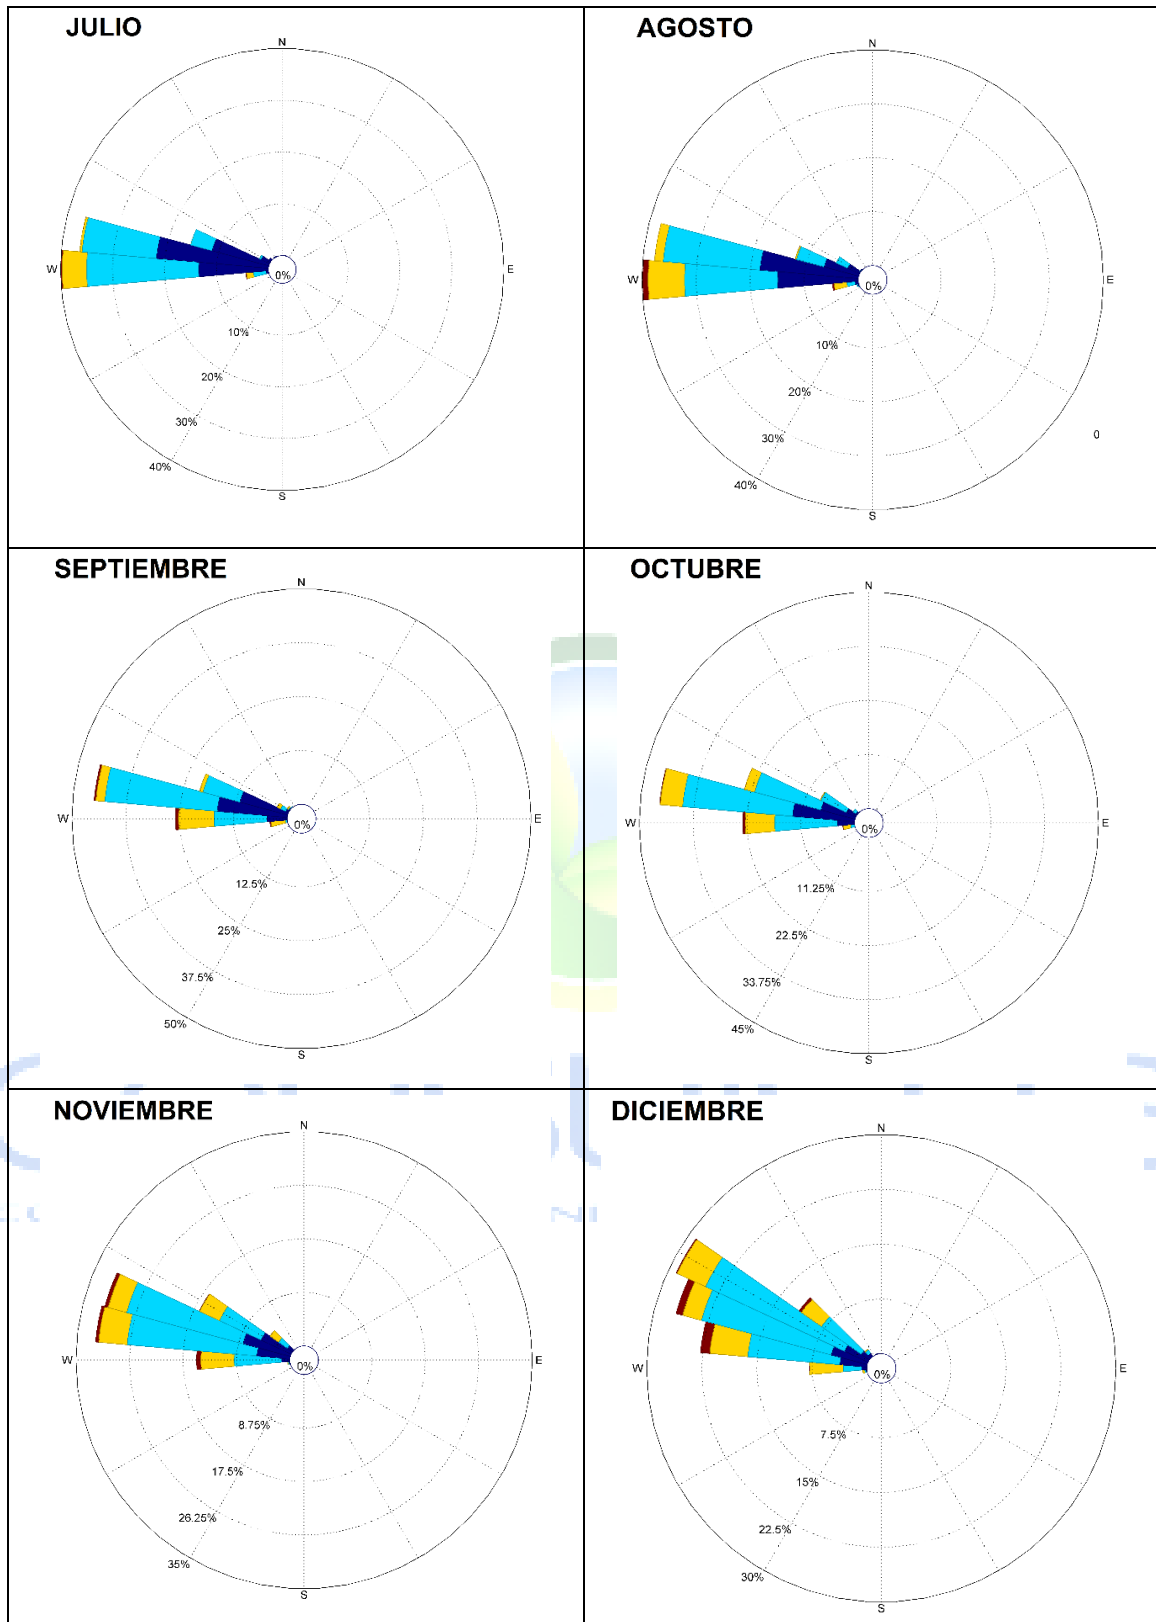 JULIO
N
W
E
0%
10%
20%
30%
40%
S
AGOSTO
N
W
E
0%
10%
20%
30%
40%
0
S
SEPTIEMBRE
N
W
E
0%
12.5%
25%
37.5%
50%
S
OCTUBRE
N
W
E
0%
11.25%
22.5%
33.75%
45%
S
NOVIEMBRE
N
W
E
0%
8.75%
17.5%
26.25%
35%
S
DICIEMBRE
N
W
E
0%
7.5%
15%
22.5%
30%
S